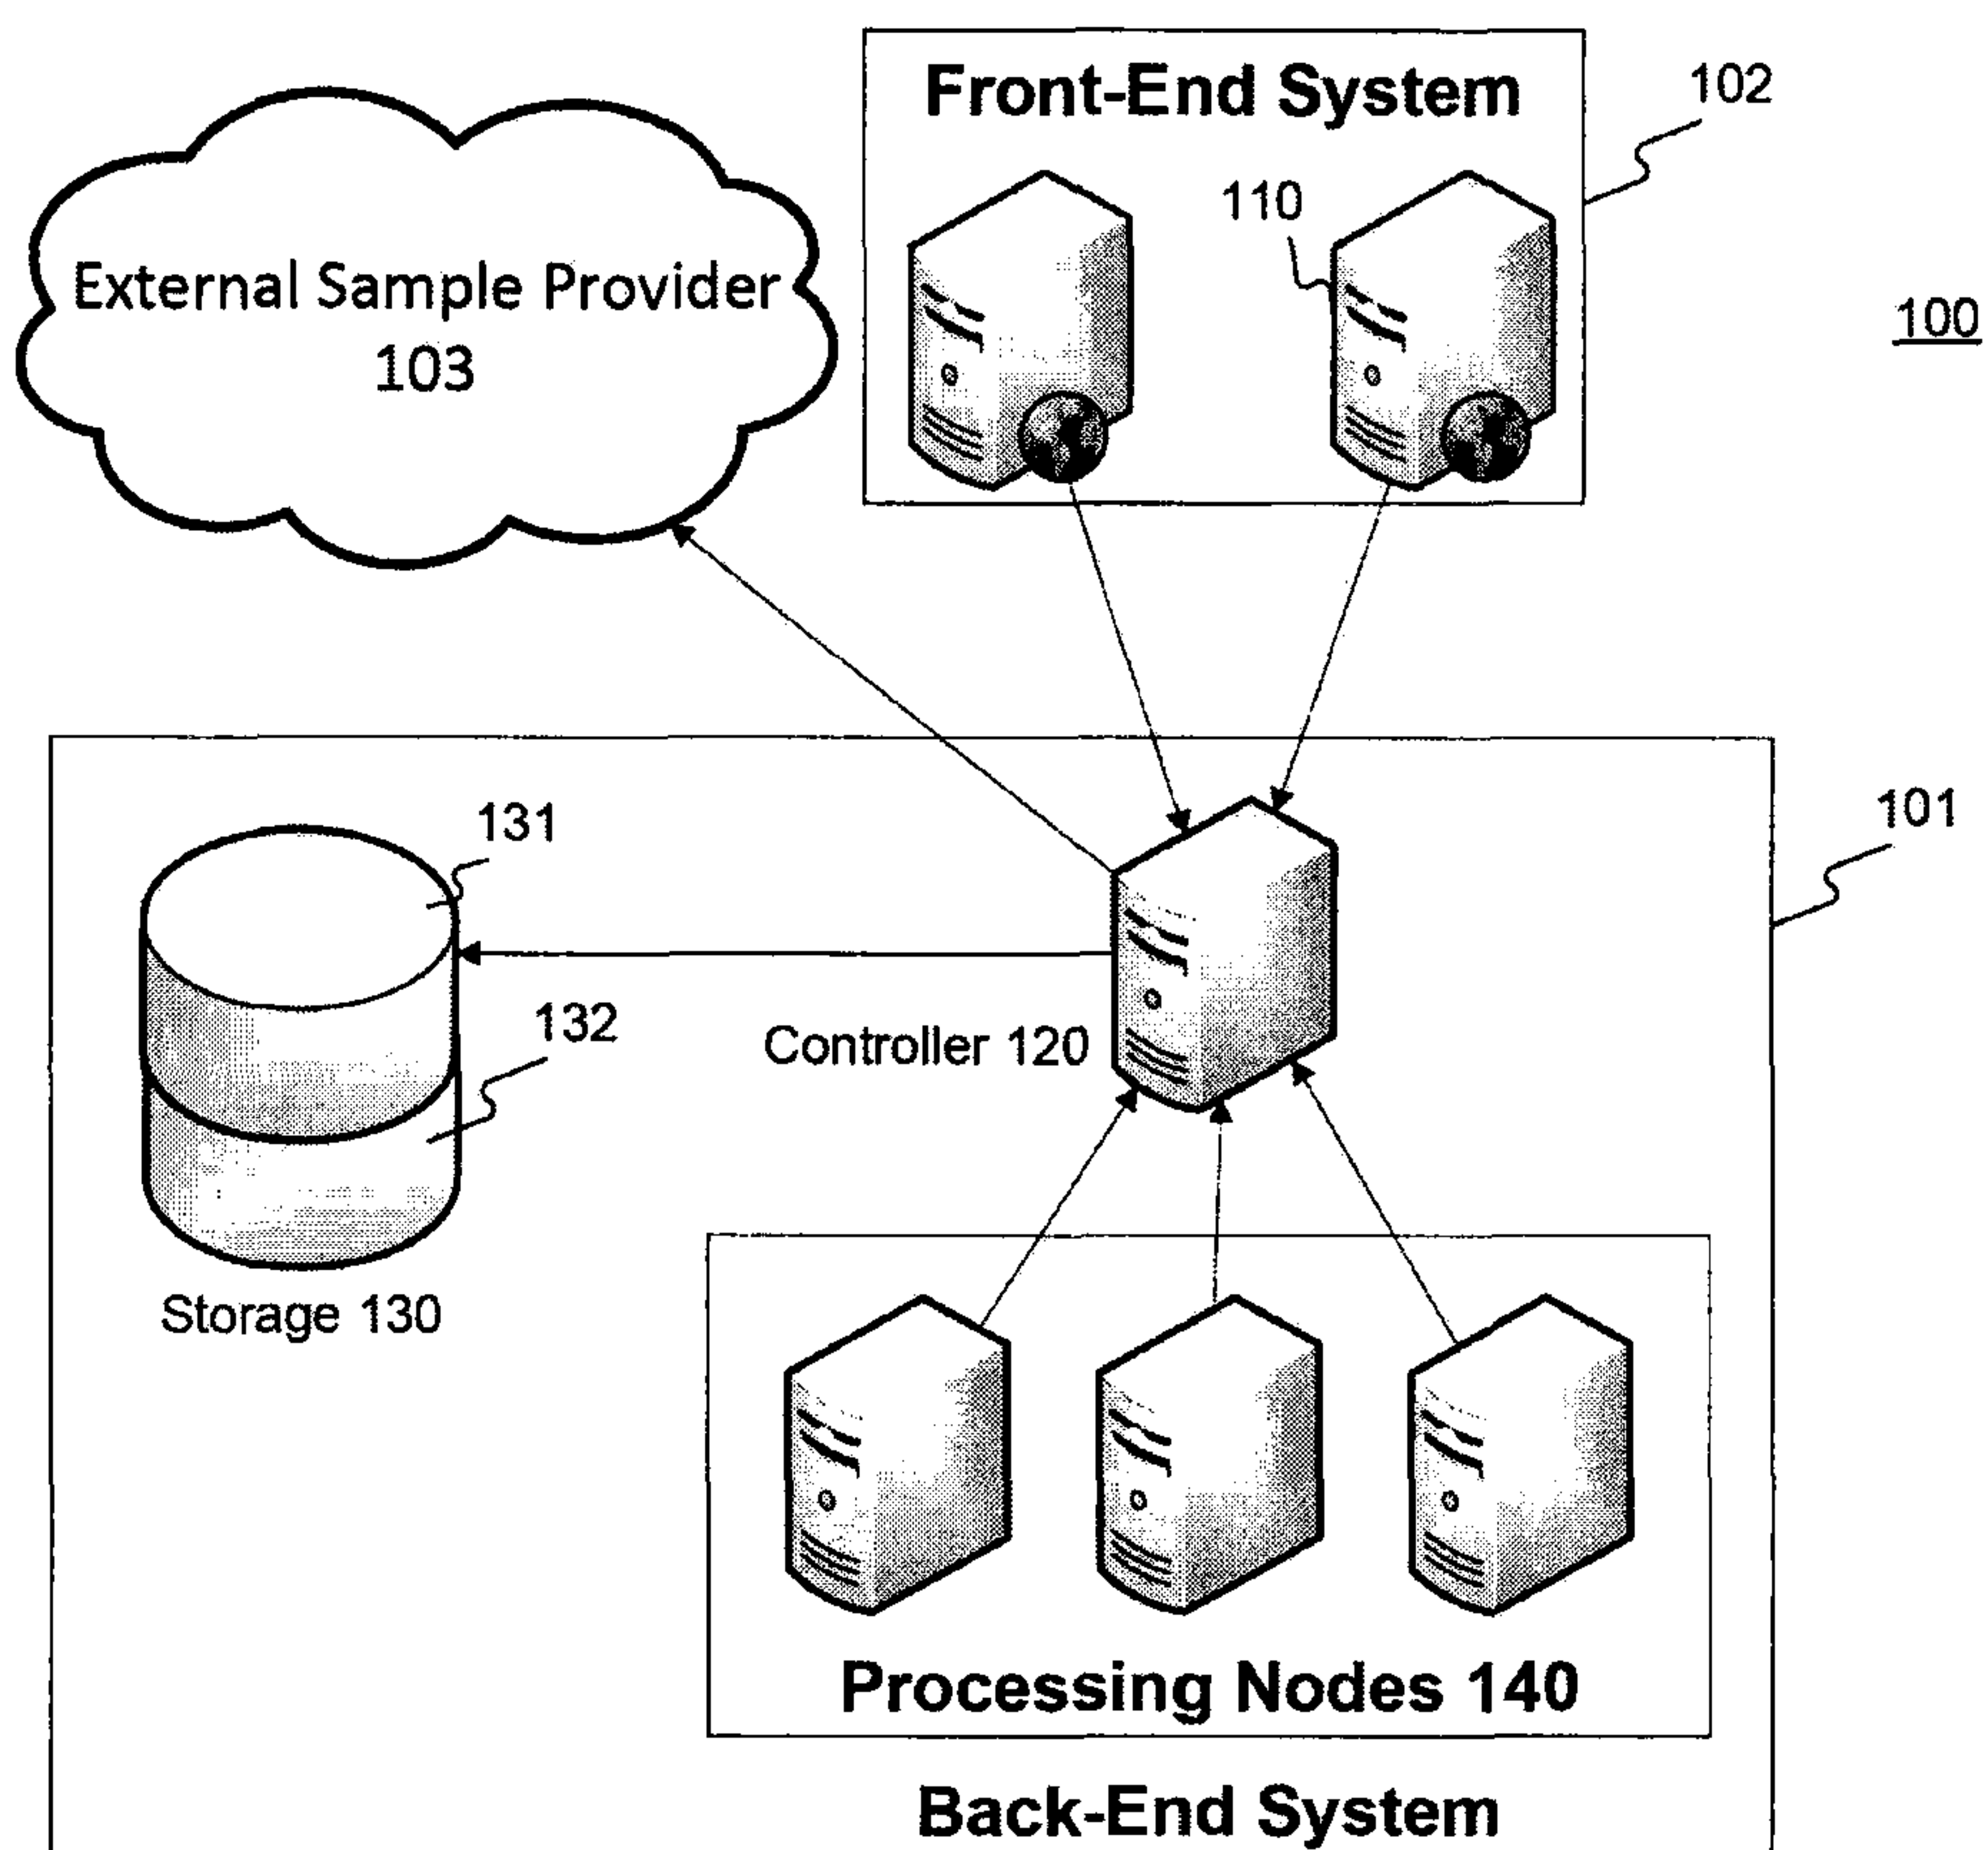 Front-End System
102
110
External Sample Provider
103
100
131
101
132
Controller 120
Storage 130
Processing Nodes 140
Back-End System